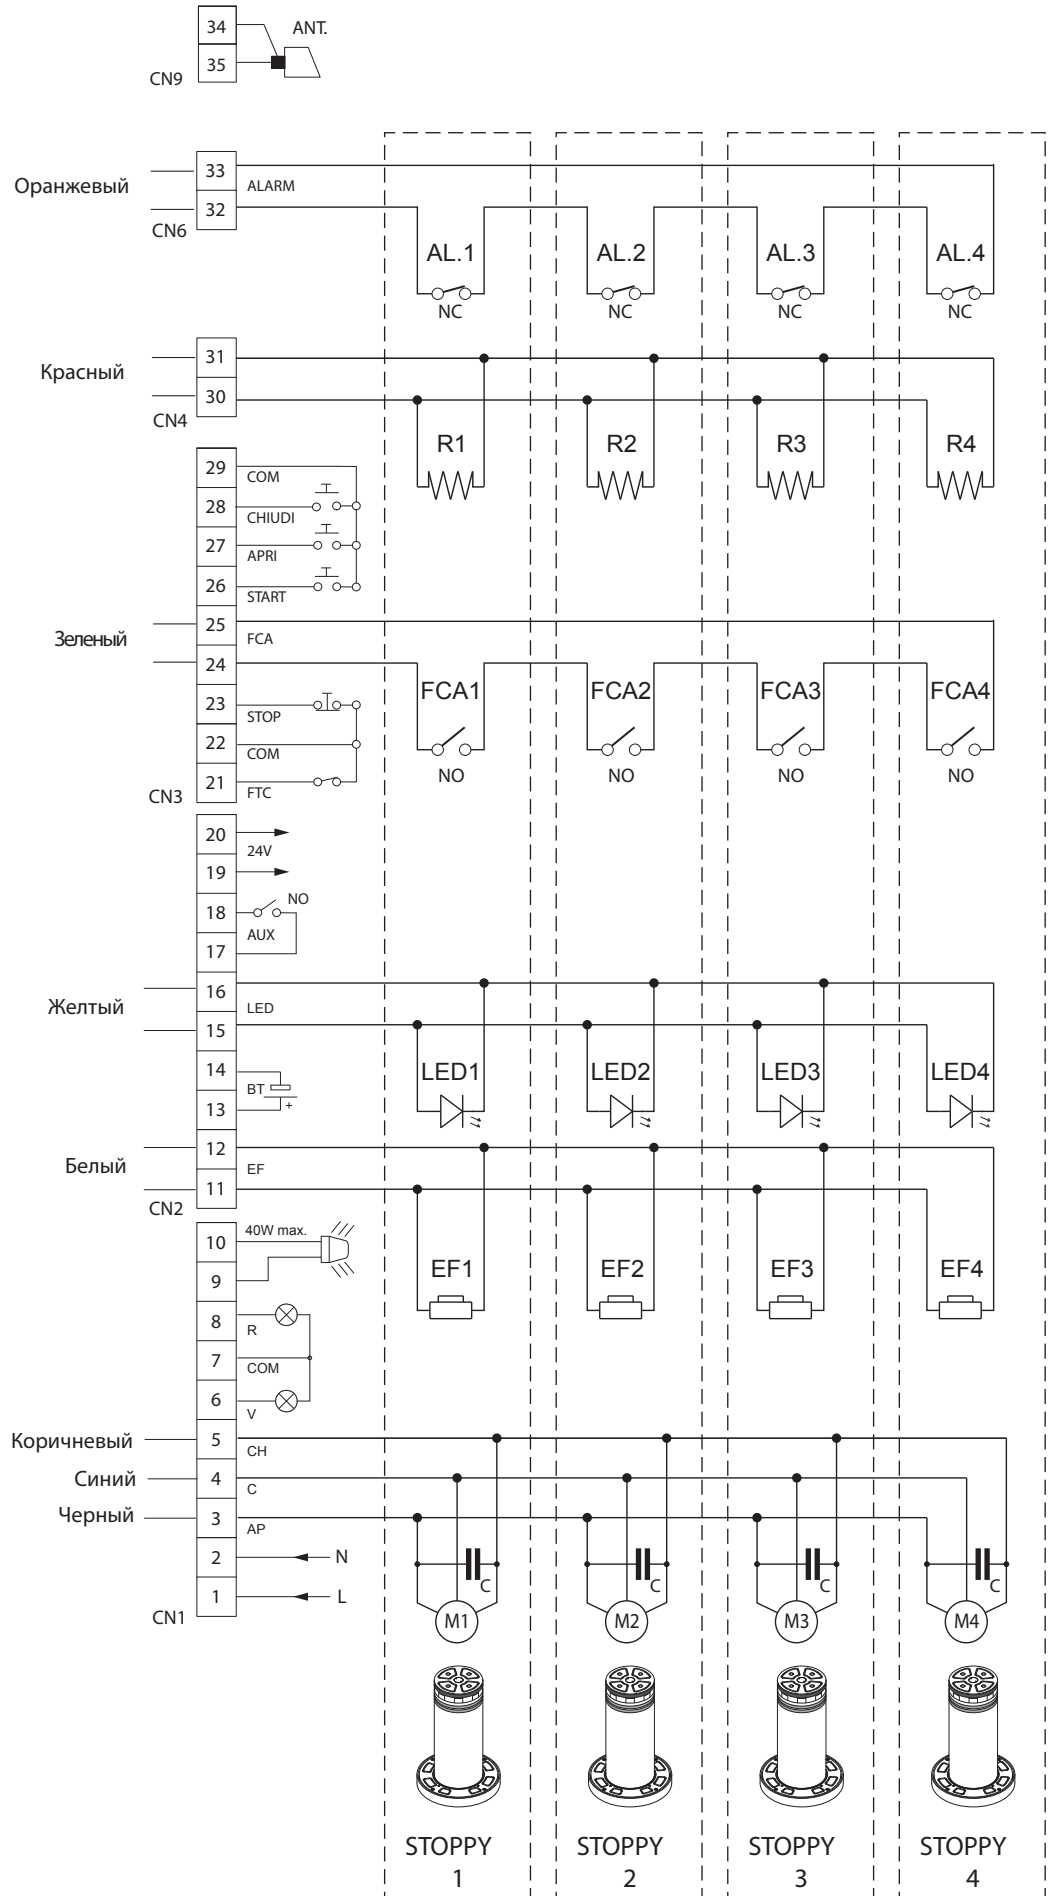 34 ANT.
35
CN9
33
Оранжевый ALARM
32
CN6
AL.1 AL.2 AL.3 AL.4
NC NC NC NC
31
Красный
30
CN4
R1 R2 R3 R4
29
COM
28
CHIUDI
27
APRI
26
START
25
Зеленый FCA
24
FCA1 FCA2 FCA3 FCA4
23
STOP
22
COM
NO NO NO NO
21
CN3 FTC
20
24V
19
18 NO
AUX
17
16
Желтый LED
15
14 LED1 LED2 LED3 LED4
BT
13 +
12
Белый EF
11
CN2
10 40W max.
9 EF1 EF2 EF3 EF4
8
R
7
COM
6
V
Коричневый 5
CH
Синий 4
C
Черный 3
AP
2 N
C C C C
1 L
CN1 M1 M2 M3 M4
STOPPY STOPPY STOPPY STOPPY
1 2 3 4